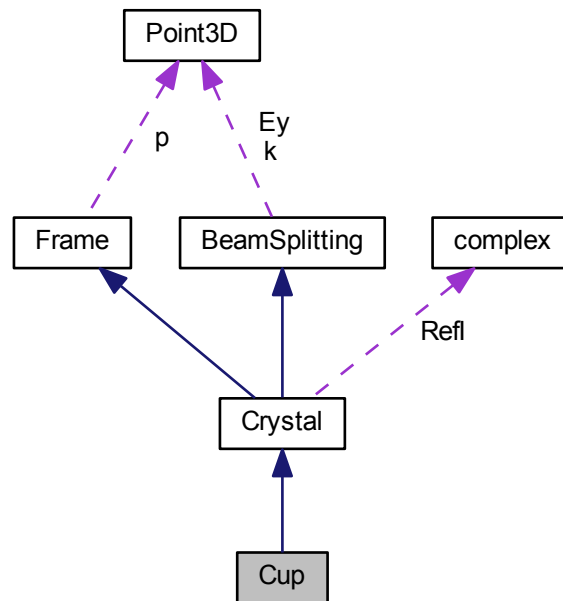 Point3D
p
Ey
k
Frame
BeamSplitting
complex
Refl
Crystal
Cup